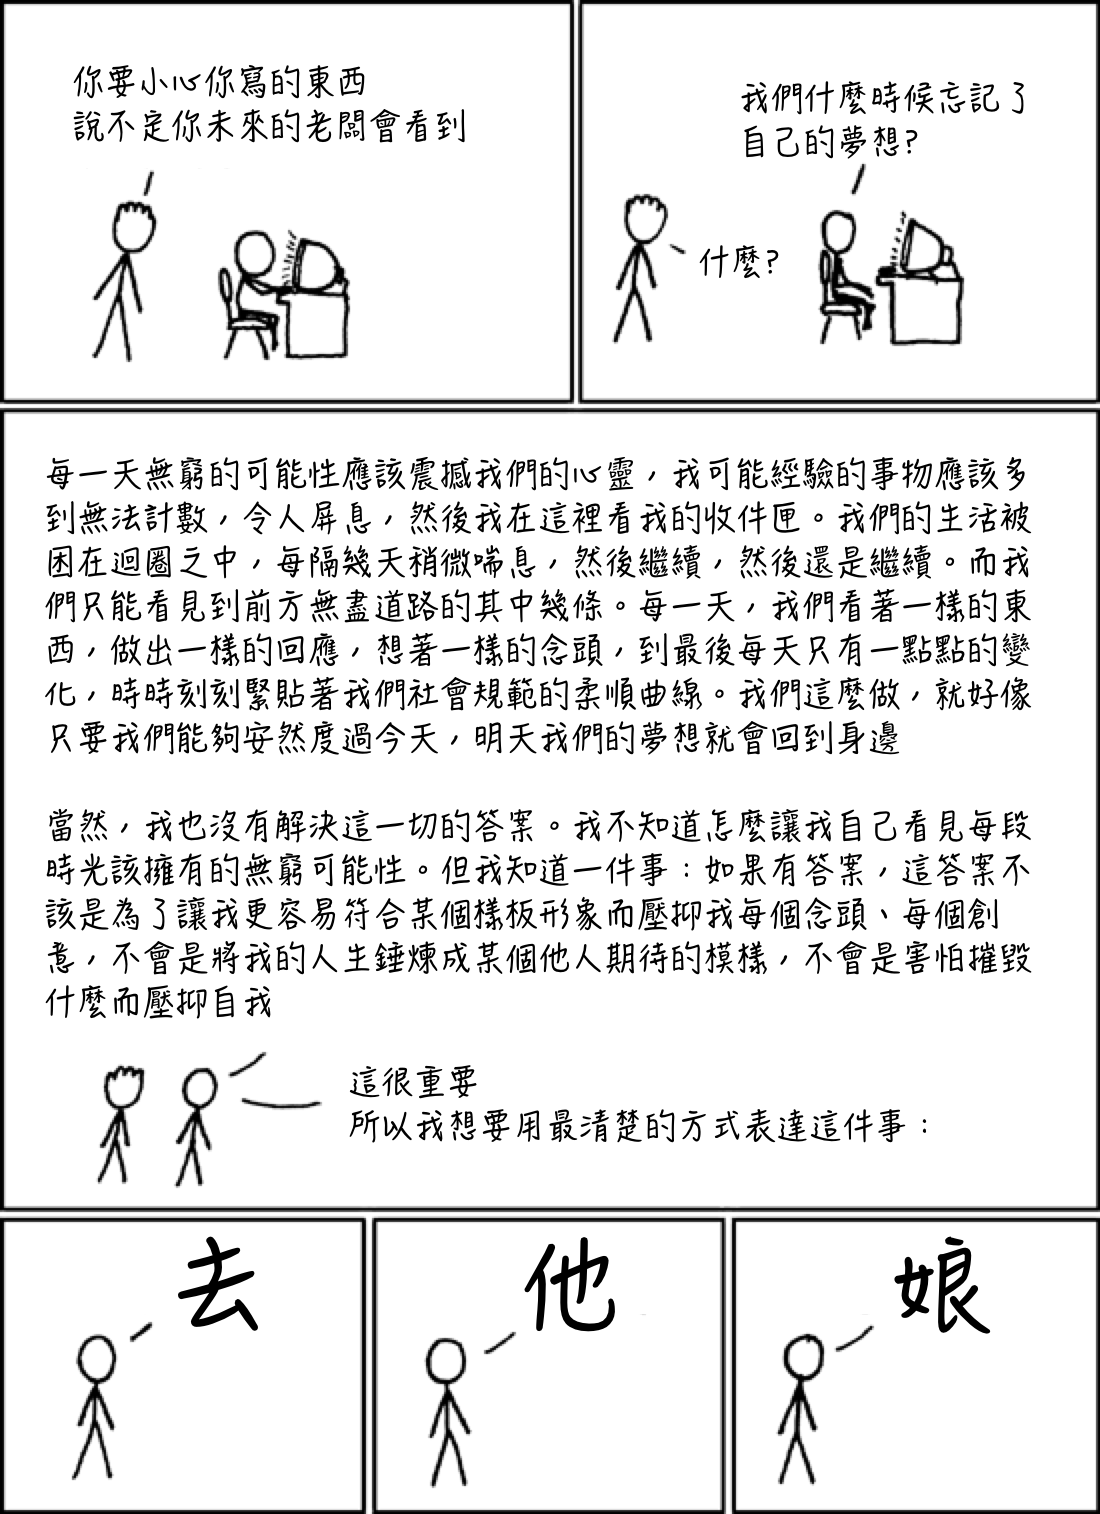 你要小心你寫的東西
說不定你未來的老闆會看到
我們什麼時候忘記了
自己的夢想?
什麼?
每一天無窮的可能性應該震撼我們的心靈，我可能經驗的事物應該多
到無法計數，令人屏息，然後我在這裡看我的收件匣。我們的生活被
困在迴圈之中，每隔幾天稍微喘息，然後繼續，然後還是繼續。而我
們只能看見到前方無盡道路的其中幾條。每一天，我們看著一樣的東
西，做出一樣的回應，想著一樣的念頭，到最後每天只有一點點的變
化，時時刻刻緊貼著我們社會規範的柔順曲線。我們這麼做，就好像
只要我們能夠安然度過今天，明天我們的夢想就會回到身邊
當然，我也沒有解決這一切的答案。我不知道怎麼讓我自己看見每段
時光該擁有的無窮可能性。但我知道一件事：如果有答案，這答案不
該是為了讓我更容易符合某個樣板形象而壓抑我每個念頭、每個創
意，不會是將我的人生錘煉成某個他人期待的模樣，不會是害怕摧毀
什麼而壓抑自我
這很重要
所以我想要用最清楚的方式表達這件事：
去
他
娘